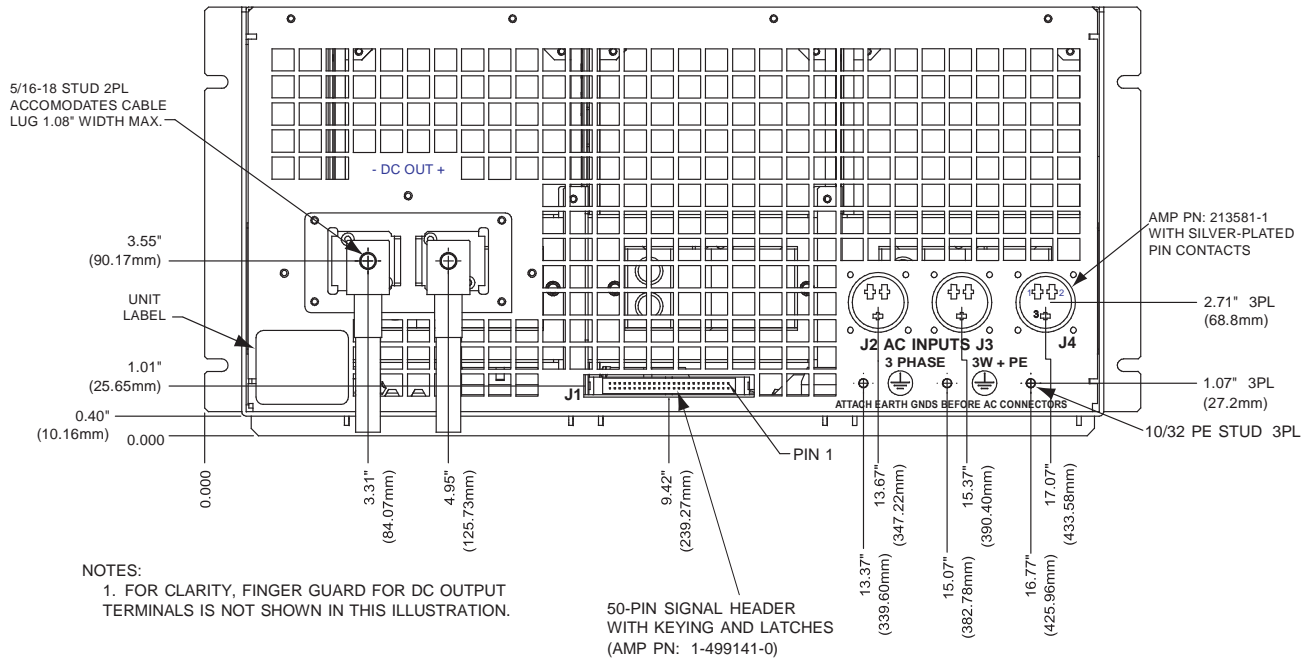 5/16-18 STUD 2PL
ACCOMODATES CABLE
LUG 1.08" WIDTH MAX.
- DC OUT +
AMP PN: 213581-1
WITH SILVER-PLATED
PIN CONTACTS
3.55"
(90.17mm)
UNIT
LABEL
1 2
3
2.71" 3PL
(68.8mm)
J2 AC INPUTS J3
J4
3 PHASE 3W + PE
1.01"
(25.65mm)
J1
1.07" 3PL
(27.2mm)
ATTACH EARTH GNDS BEFORE AC CONNECTORS
0.40"
(10.16mm)
0.000
10/32 PE STUD 3PL
PIN 1
0.000
3.31"
(84.07mm)
4.95"
(125.73mm)
9.42"
(239.27mm)
13.67"
(347.22mm)
15.37"
(390.40mm)
17.07"
(433.58mm)
13.37"
(339.60mm)
15.07"
(382.78mm)
16.77"
(425.96mm)
NOTES:
1. FOR CLARITY, FINGER GUARD FOR DC OUTPUT
TERMINALS IS NOT SHOWN IN THIS ILLUSTRATION.
50-PIN SIGNAL HEADER
WITH KEYING AND LATCHES
(AMP PN: 1-499141-0)